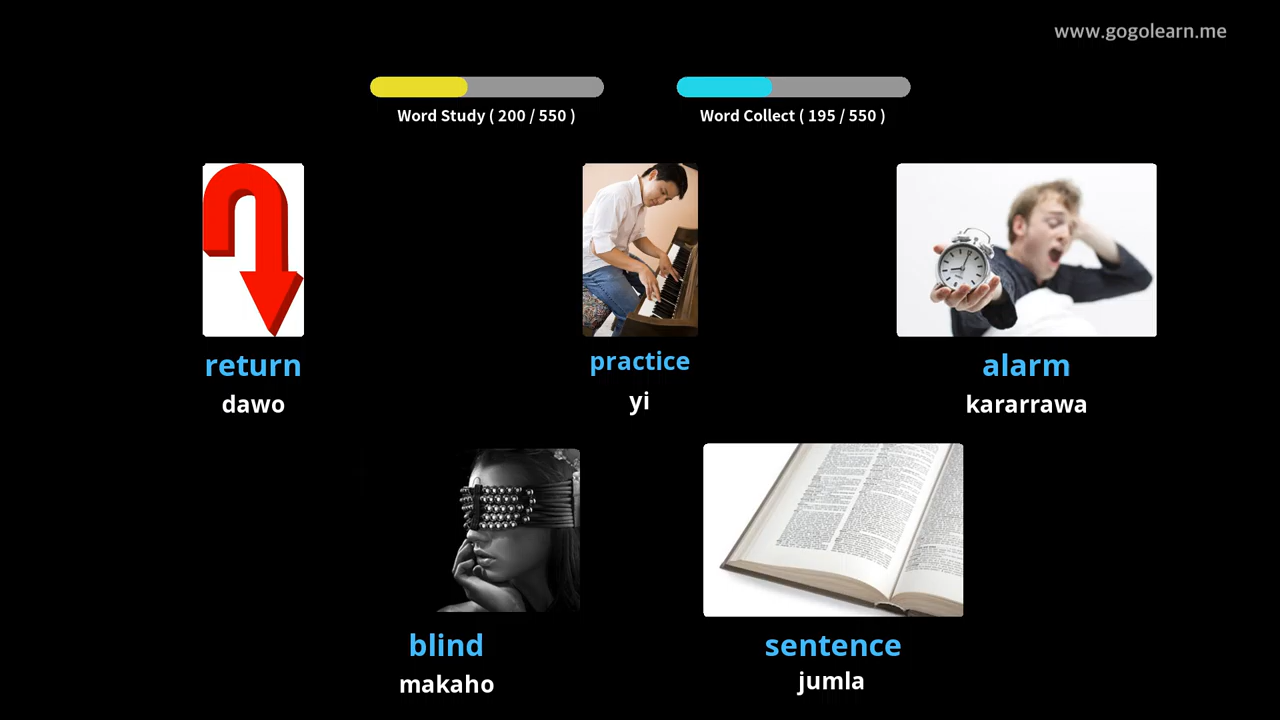 www.gogolearn.me
Word Study ( 200 / 550 )
Word Collect ( 195 / 550 )
return
dawo
practice
yi
alarm
kararrawa
blind
makaho
sentence
jumla